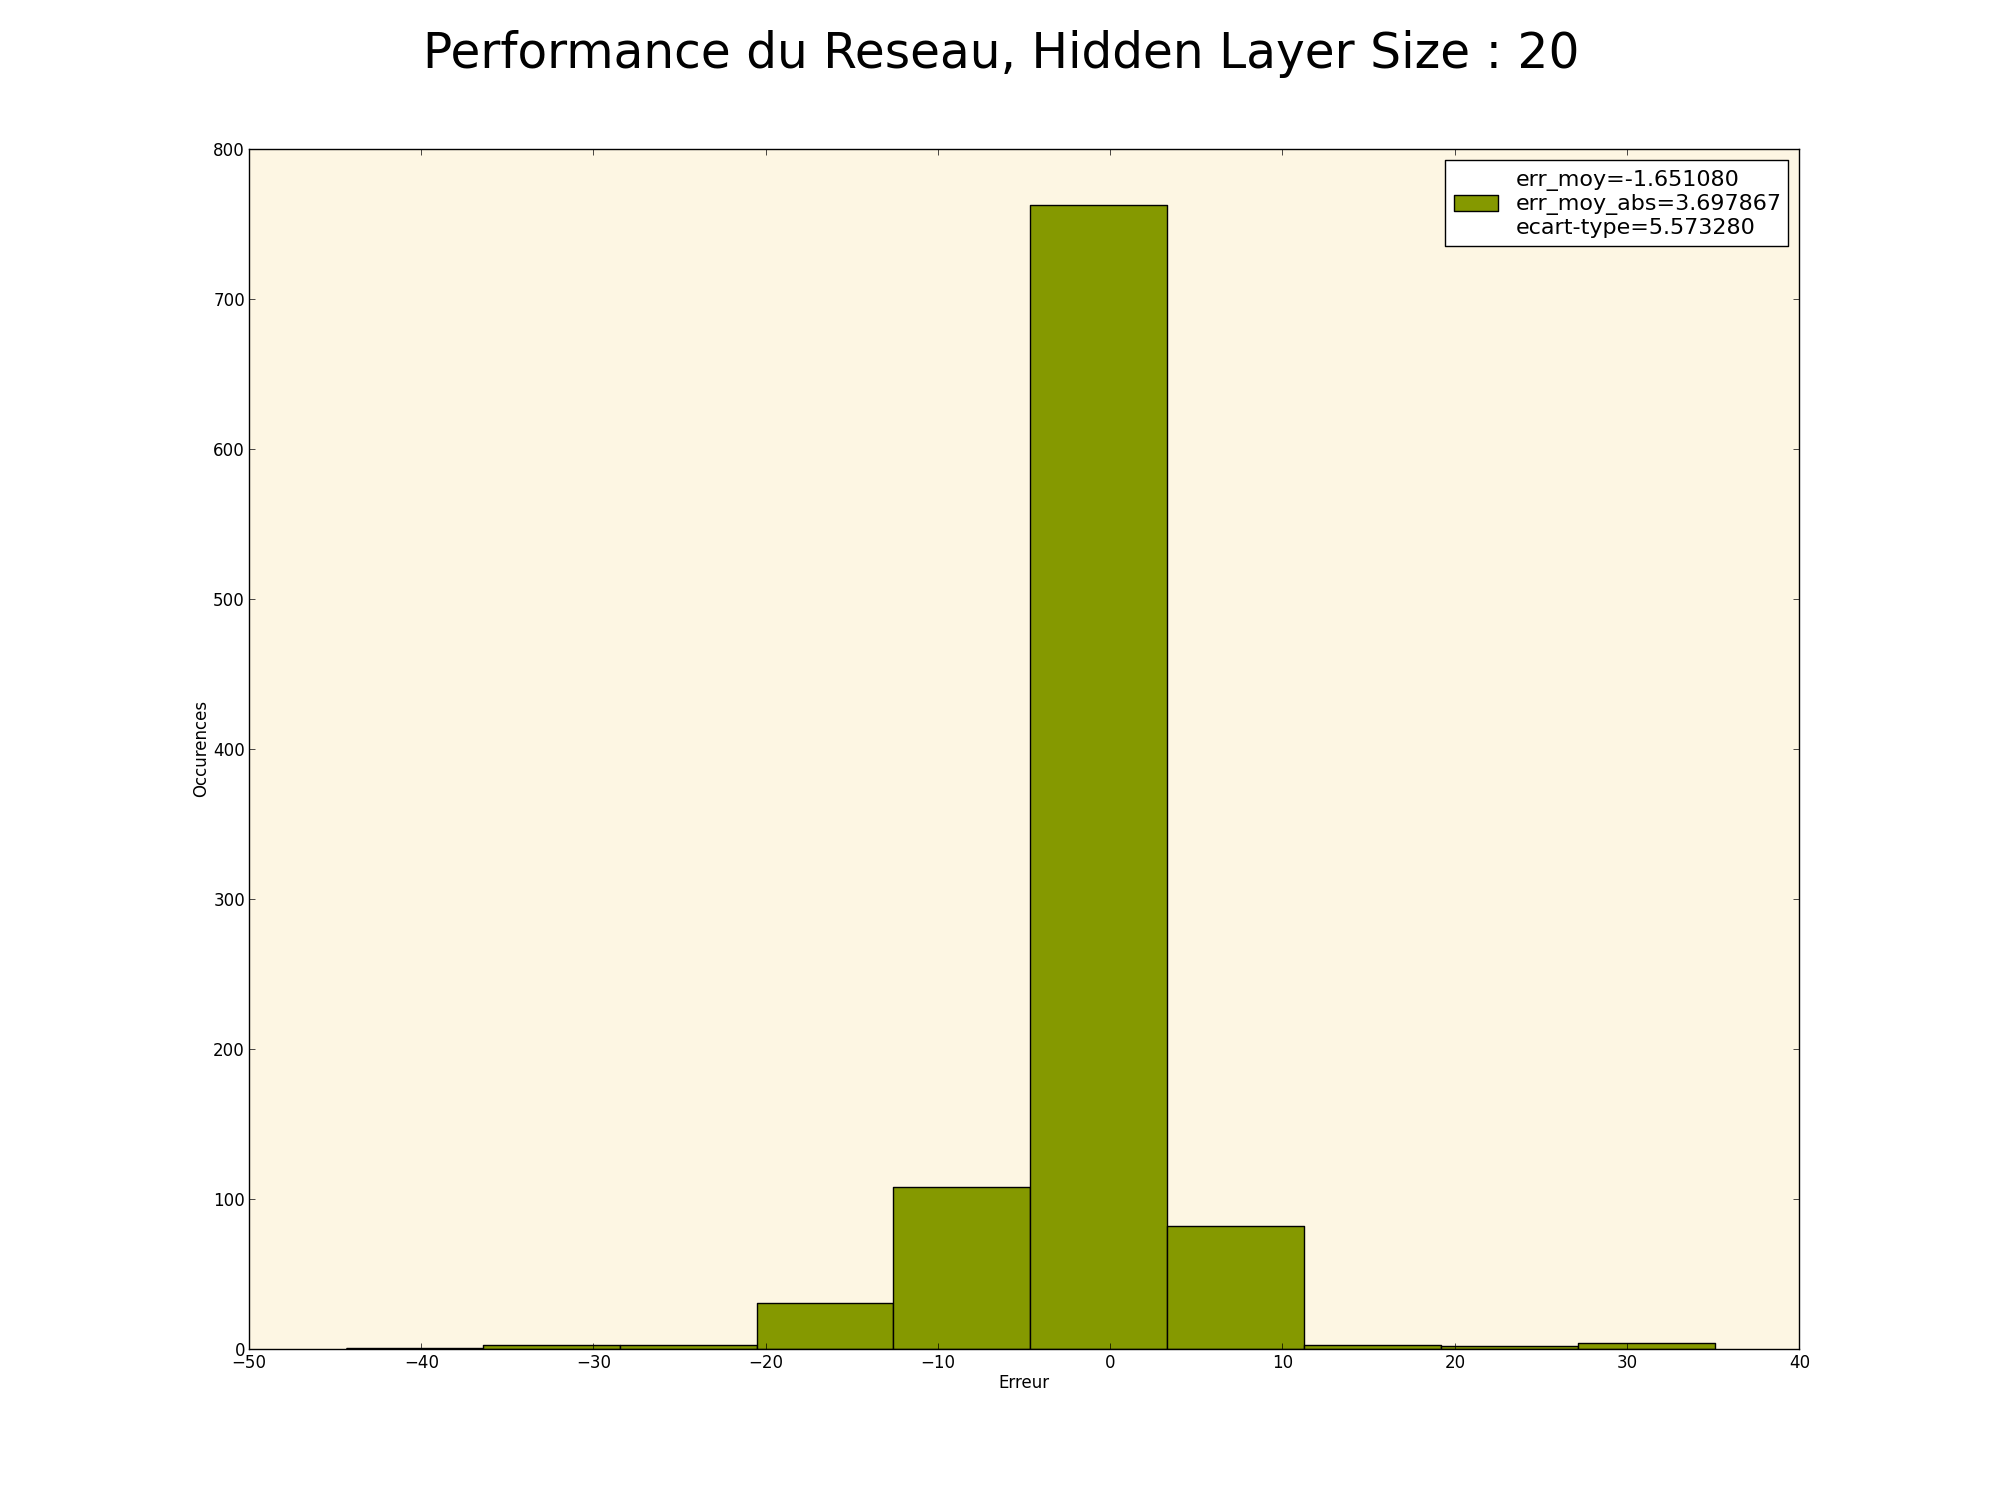 Performance du Reseau, Hidden Layer Size : 20
800
700
600
500
400
300
200
100
0
Occurences
err_moy=-1.651080
err_moy_abs=3.697867
ecart-type=5.573280
−50 −40 −30 −20 −10 0 10 20 30 40
Erreur